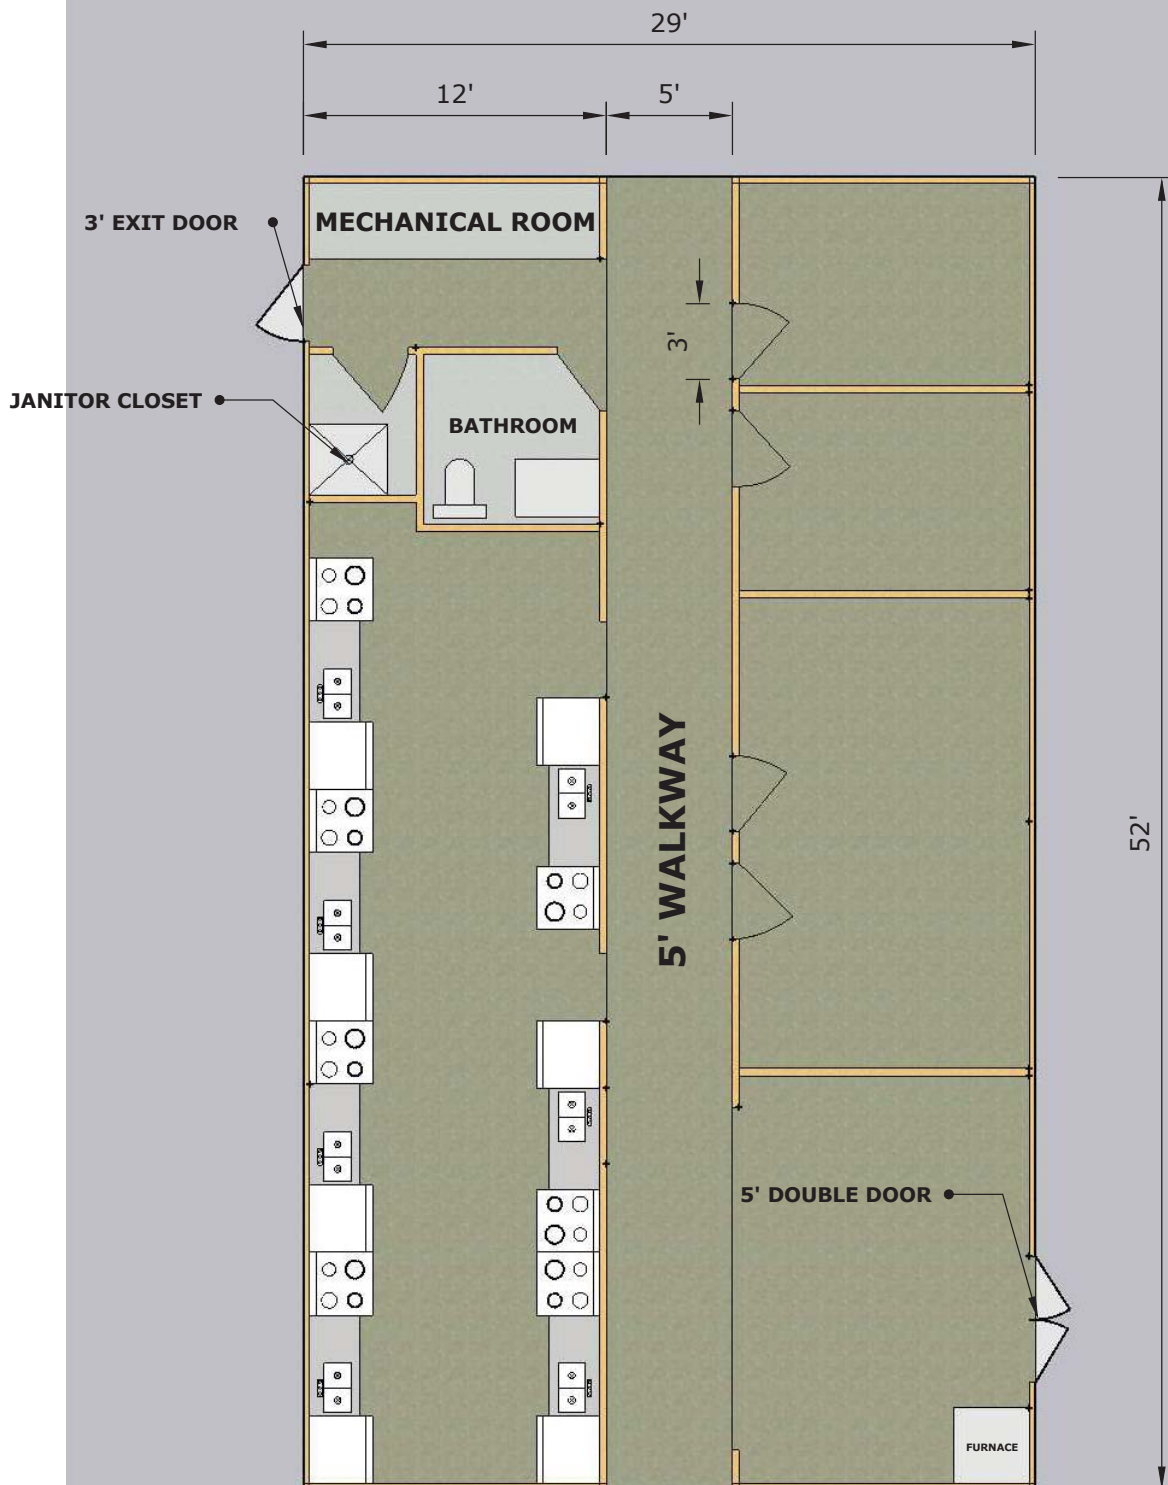 29'
12'
5'
3' EXIT DOOR
MECHANICAL ROOM
3'
JANITOR CLOSET
BATHROOM
5' WALKWAY
52'
5' DOUBLE DOOR
FURNACE